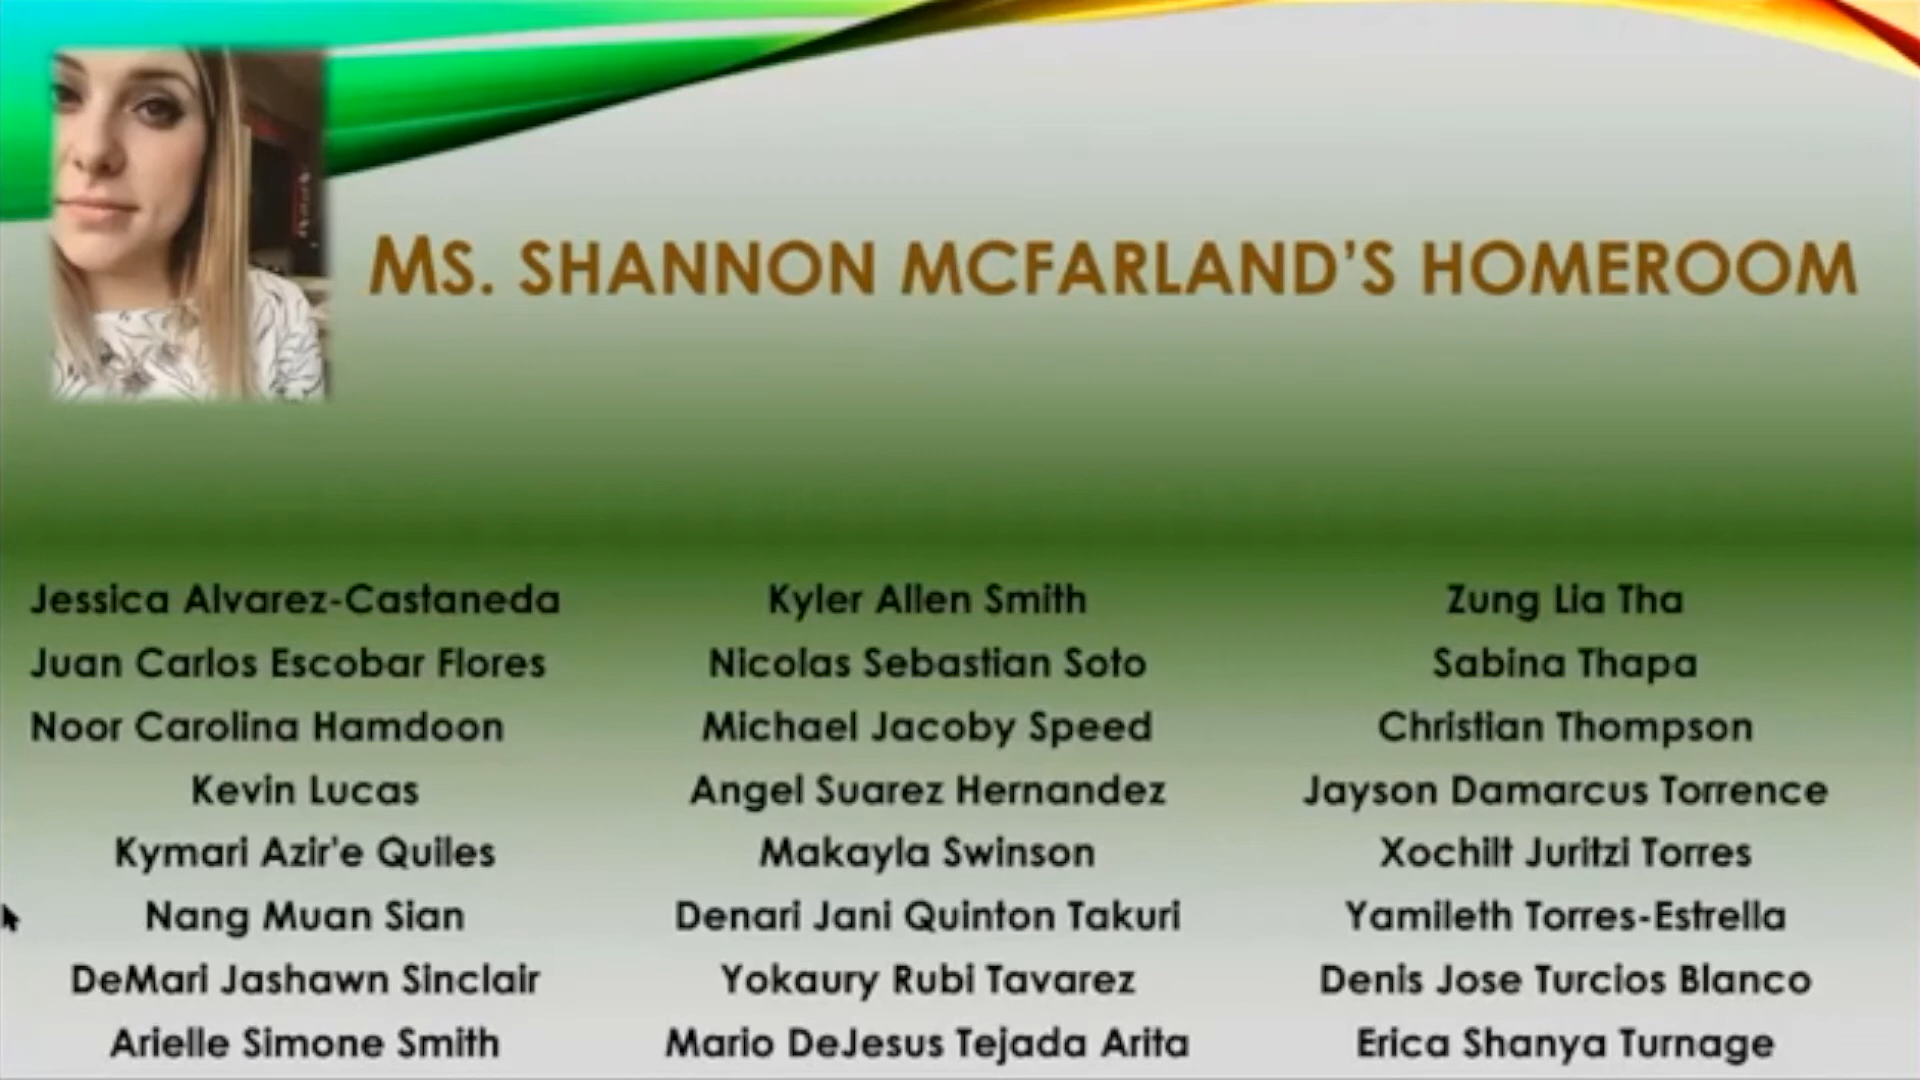 Ms. SHANNON MCFARLAND'S HOMEROOM
Jessica Alvarez-Castaneda
Juan Carlos Escobar Flores
Noor Carolina Hamdoon
Kevin Lucas
Kymari Azir'e Quiles
Nang Muan Sian
DeMari Jashawn Sinclair
Arielle Simone Smith
Kyler Allen Smith
Nicolas Sebastian Soto
Michael Jacoby Speed
Angel Suarez Hernandez
Makayla Swinson
Denari Jani Quinton Takuri
Yokaury Rubi Tavarez
Mario DeJesus Tejada Arita
Zung Lia Tha
Sabina Thapa
Christian Thompson
Jayson Damarcus Torrence
Xochilt Juritzi Torres
Yamileth Torres-Estrella
Denis Jose Turcios Blanco
Erica Shanya Turnage